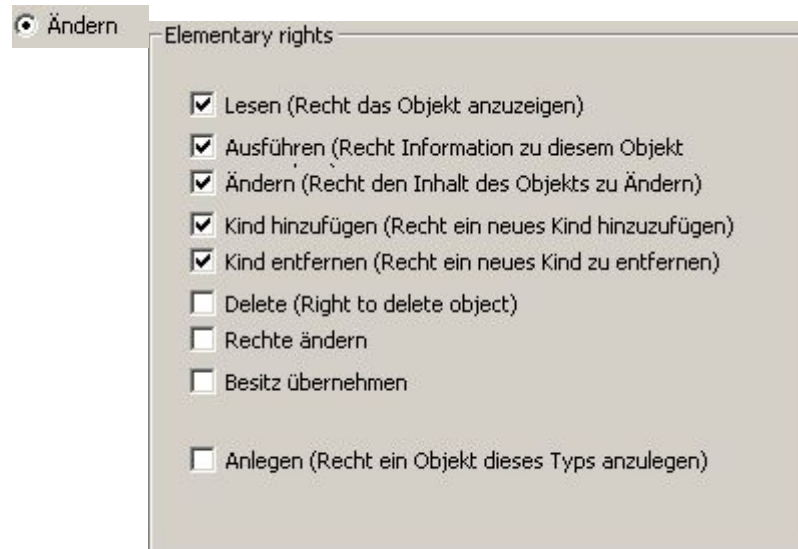 Ändern
Elementary rights
Lesen (Recht das Objekt anzuzeigen)
Ausführen (Recht Information zu diesem Objekt
Ändern (Recht den Inhalt des Objekts zu Ändern)
Kind hinzufügen (Recht ein neues Kind hinzuzufügen)
Kind entfernen (Recht ein neues Kind zu entfernen)
Delete (Right to delete object)
Rechte ändern
Besitz übernehmen
Anlegen (Recht ein Objekt dieses Typs anzulegen)